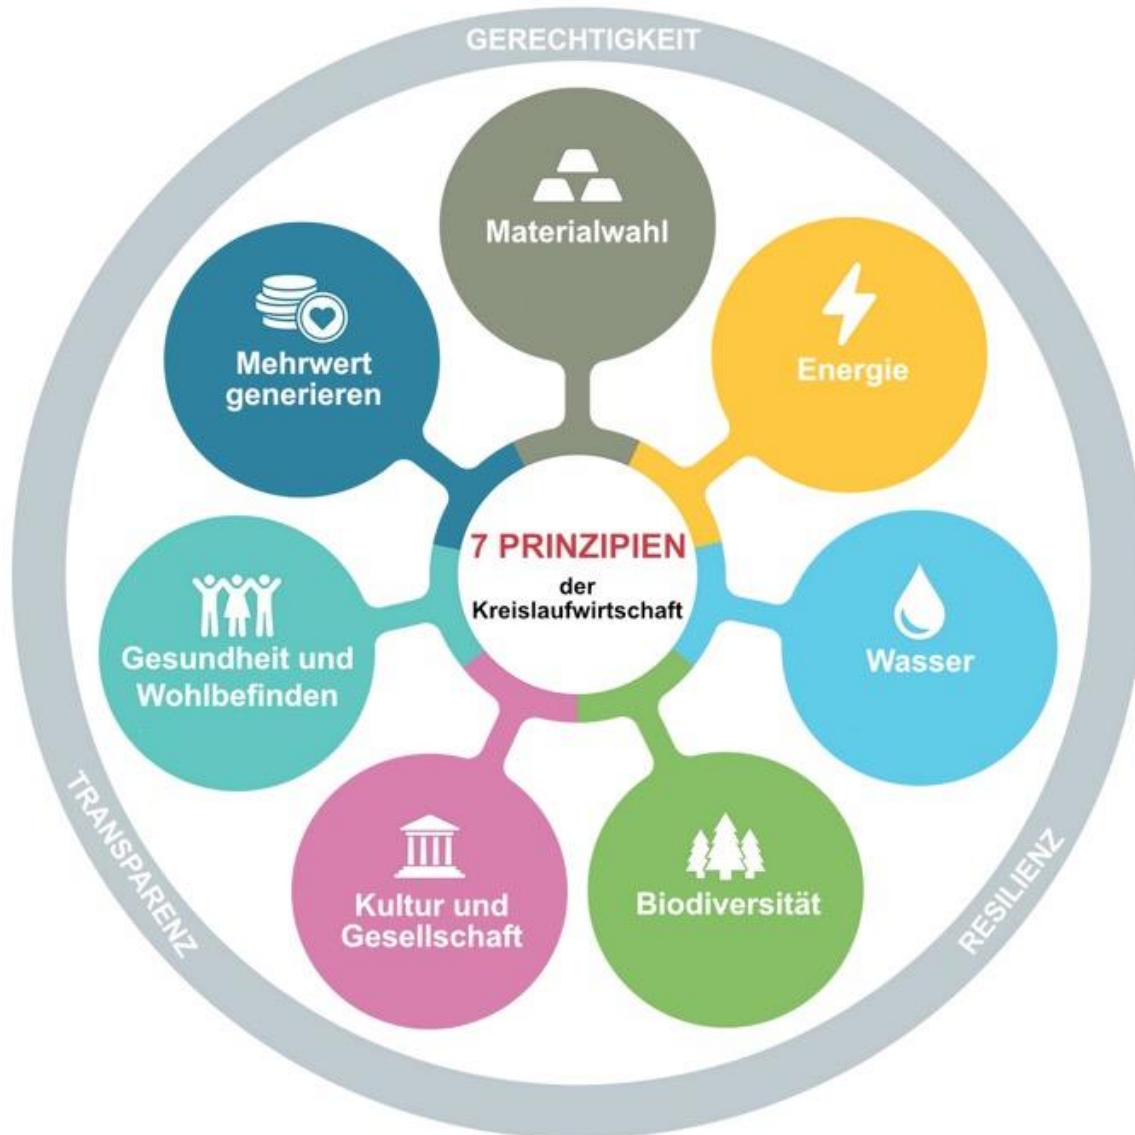 GERECHTIGKEIT
Materialwahl
Energie
Mehrwert
generieren
7 PRINZIPIEN
der
Kreislaufwirtschaft
Wasser
Gesundheit und
Wohlbefinden
Kultur und
Gesellschaft
Biodiversität
TRANSPARENZ
RESILIENZ